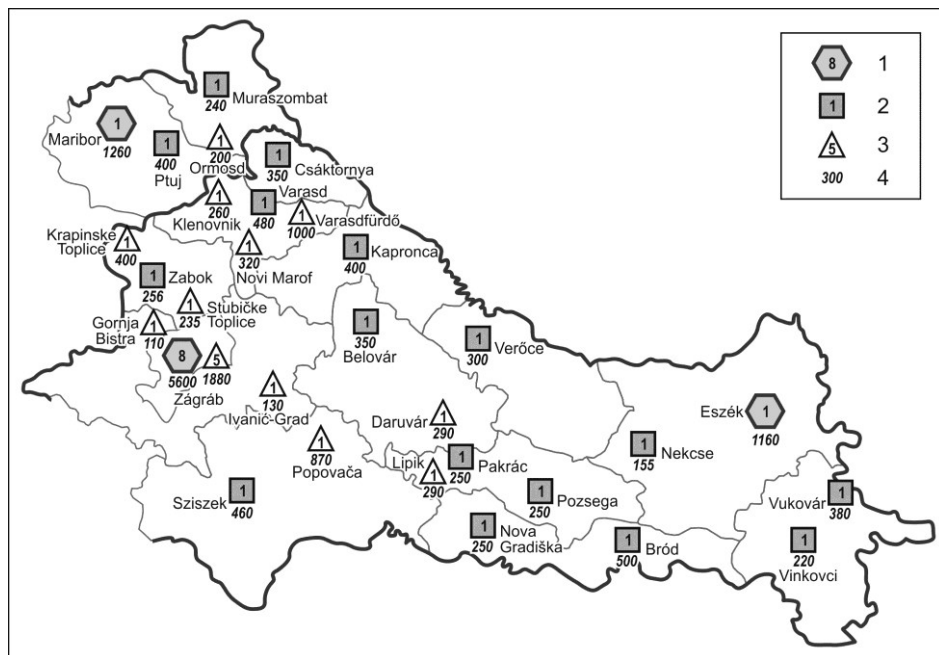 1
240
Muraszombat
Maribor
1
1260
1
400
Ptuj
1
200
Ormosd
1
350
Csáktornya
1
260
Klenovnik
Varasd
1
480
1
1000
Varasdfürdő
Krapinske
Toplice
1
400
1
320
Novi Marof
1
400
Kapronca
1
256
Zabok
1
235
Stubičke
Toplice
Gornja
Bistra
1
110
1
350
Belovár
1
300
Verőce
8
5600
5
1880
Zágráb
1
130
Ivanić-Grad
1
870
Popovača
Daruvár
1
290
Lipik
1
290
1
250
Pakrác
1
155
Nekcse
Eszék
1
1160
Sziszek
1
460
1
250
Pozsega
Vukovár
1
380
1
250
Nova
Gradiška
1
500
Bród
1
220
Vinkovci
8 1
1 2
5 3
300 4